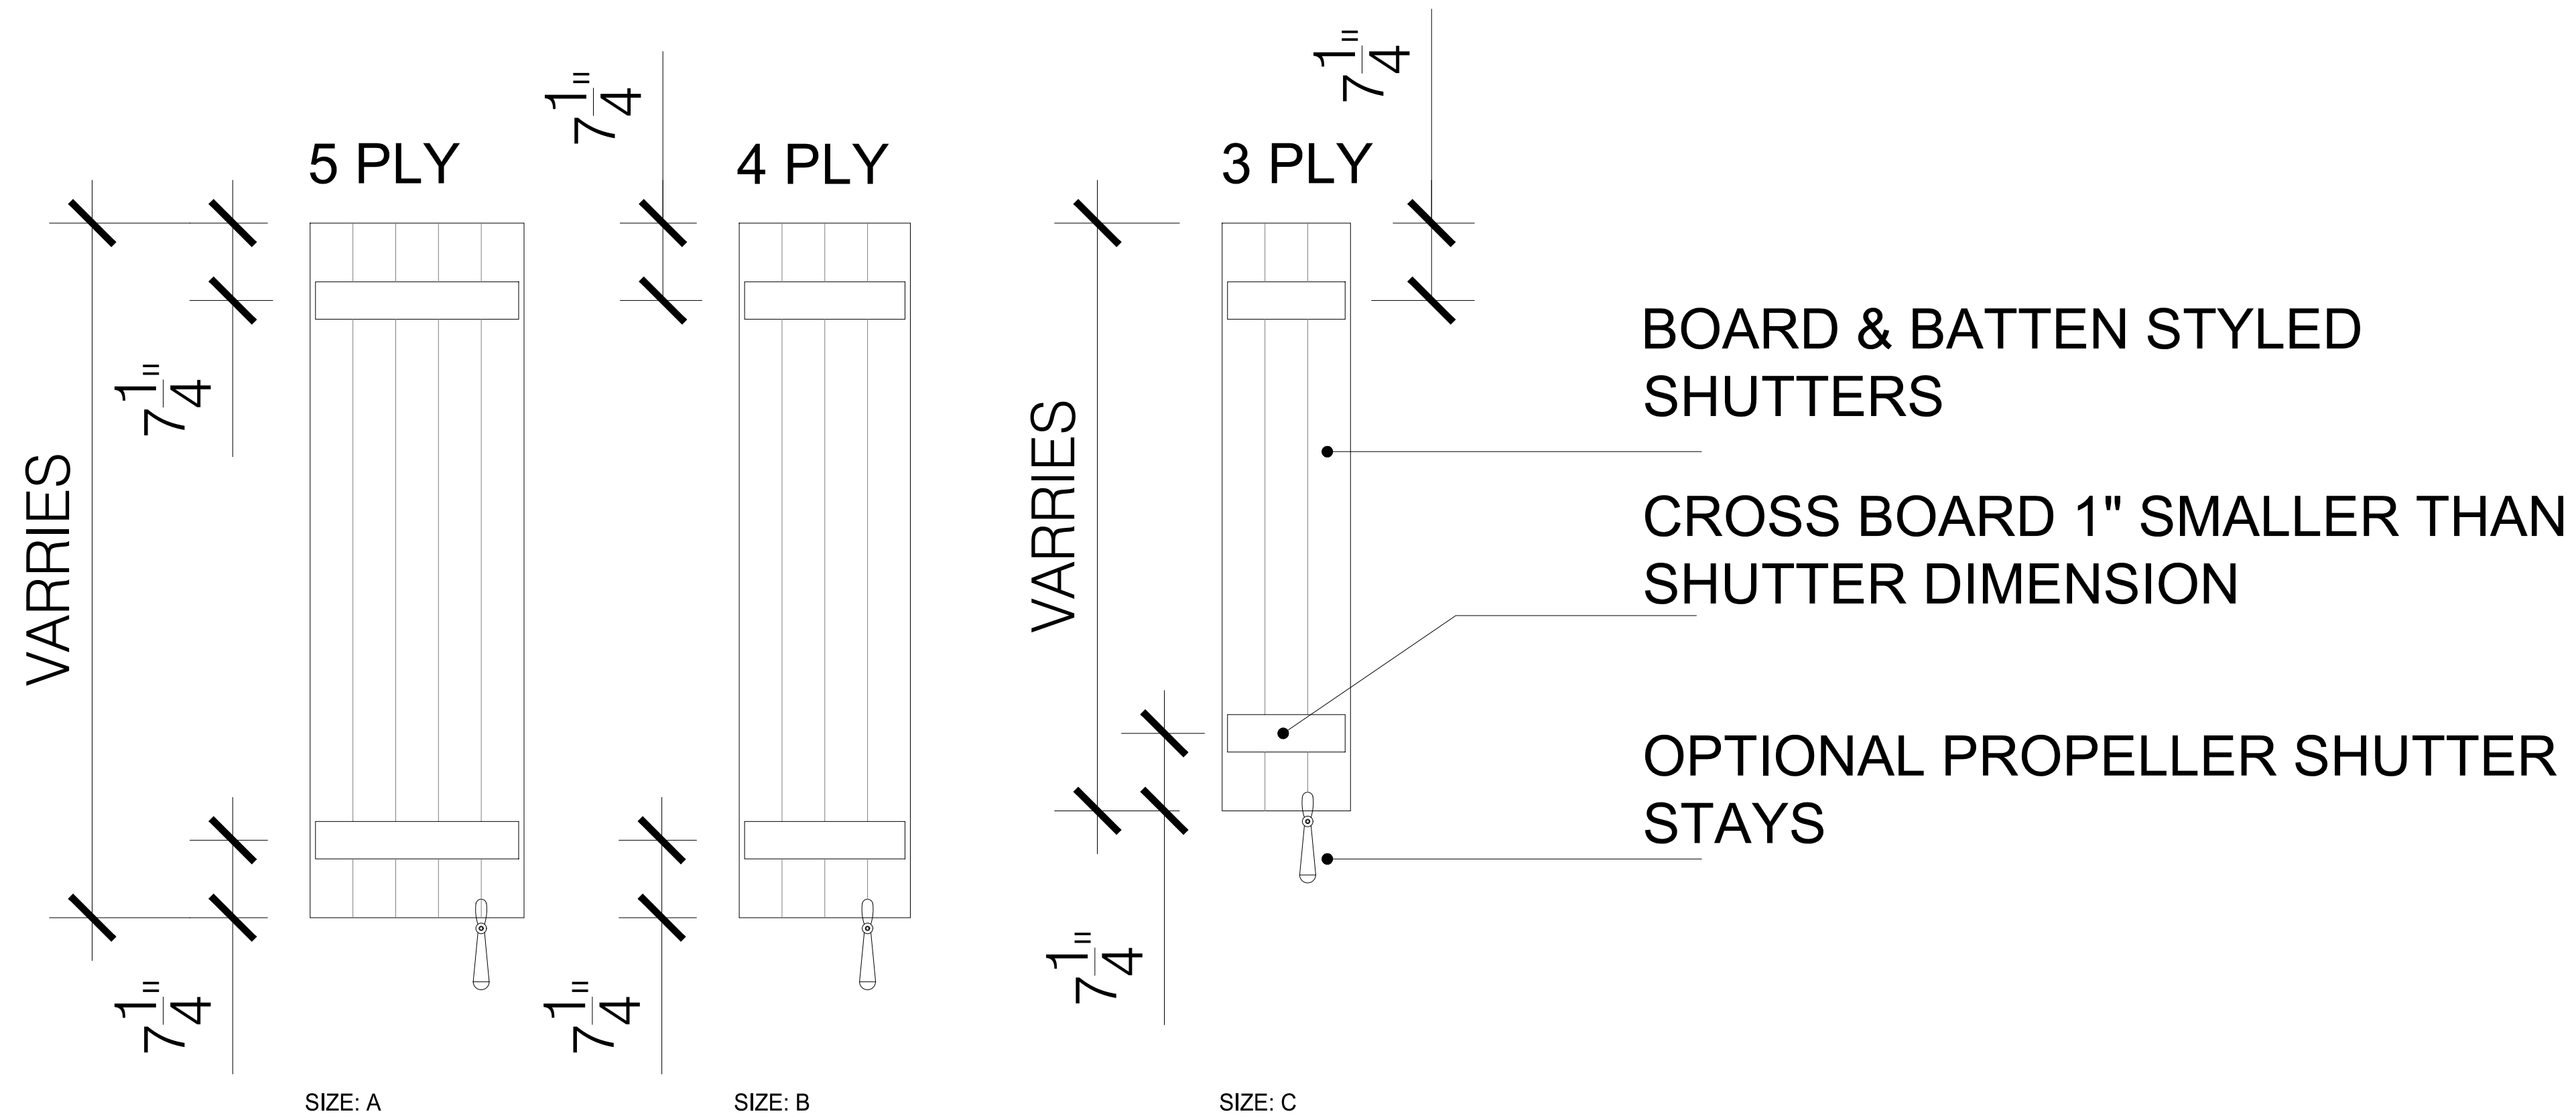 5 PLY
4 PLY
3 PLY
7 1/4"
7 1/4"
7 1/4"
VARRIES
VARRIES
7 1/4"
7 1/4"
7 1/4"
BOARD & BATTEN STYLED
SHUTTERS
CROSS BOARD 1" SMALLER THAN
SHUTTER DIMENSION
OPTIONAL PROPELLER SHUTTER
STAYS
SIZE: A
SIZE: B
SIZE: C